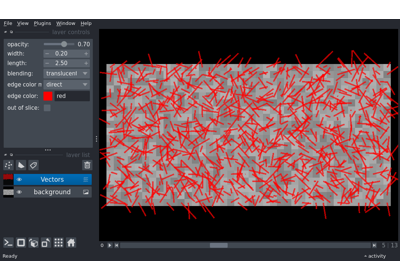 File View Plugins Window Help
layer controls
opacity: 0.70
width: 0.20
length: 2.50
blending: translucent
edge color m direct
edge color: red
out of slice:
layer list
Vectors
background
0 5 13
Ready activity